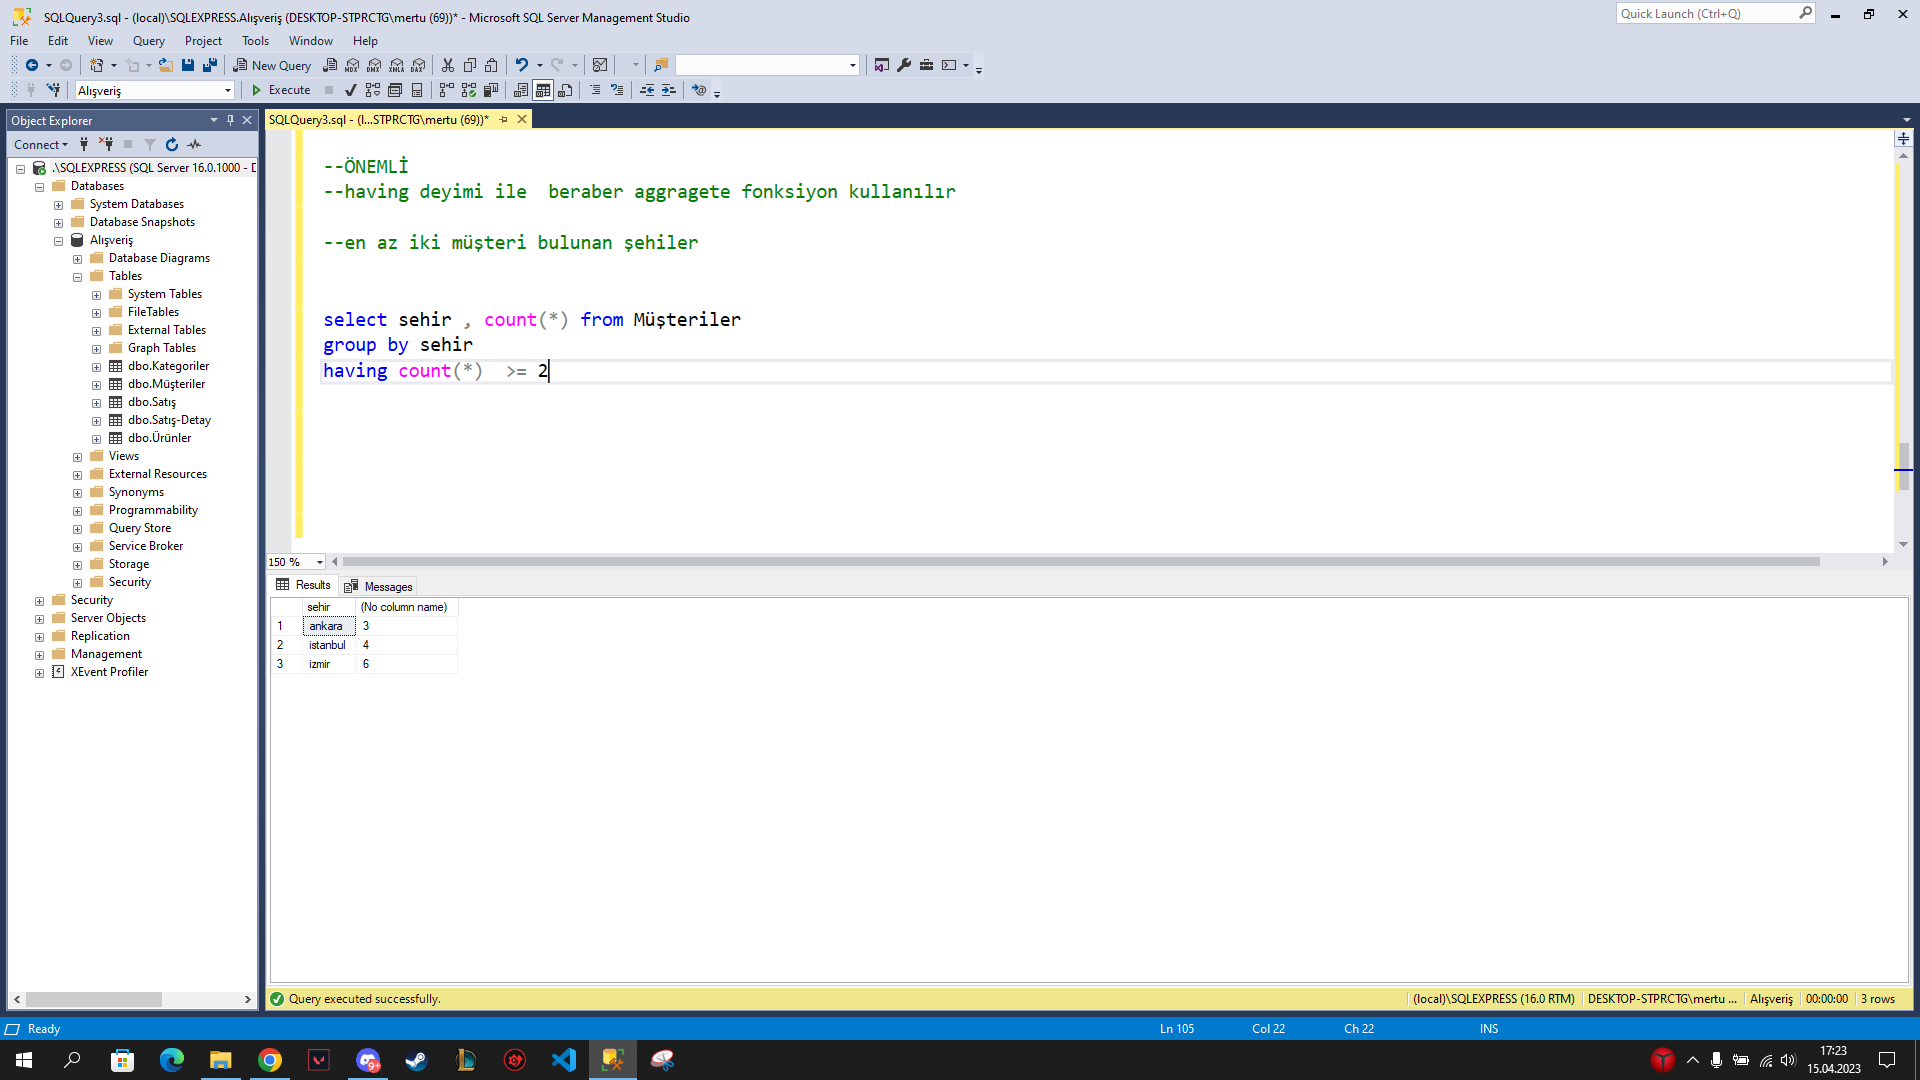 SQLQuery3.sql - (local)\SQLEXPRESS.Alışveriş (DESKTOP-STPRCTG\mertu (69))* - Microsoft SQL Server Management Studio
Quick Launch (Ctrl+Q)
File Edit View Query Project Tools Window Help
New Query
MDX DMX XMLA DAX
Alışveriş
Execute
Object Explorer
SQLQuery3.sql - (l...STPRCTG\mertu (69))*
Connect
.\SQLEXPRESS (SQL Server 16.0.1000 - D
Databases
System Databases
Database Snapshots
Alışveriş
Database Diagrams
Tables
System Tables
FileTables
External Tables
Graph Tables
dbo.Kategoriler
dbo.Müşteriler
dbo.Satış
dbo.Satış-Detay
dbo.Ürünler
Views
External Resources
Synonyms
Programmability
Query Store
Service Broker
Storage
Security
Security
Server Objects
Replication
Management
XEvent Profiler
--ÖNEMLİ
--having deyimi ile  beraber aggragete fonksiyon kullanılır
--en az iki müşteri bulunan şehiler
select sehir , count(*) from Müşteriler
group by sehir
having count(*)  >= 2
150 %
Results Messages
sehir (No column name)
1 ankara 3
2 istanbul 4
3 izmir 6
Query executed successfully.
(local)\SQLEXPRESS (16.0 RTM) DESKTOP-STPRCTG\mertu ... Alışveriş 00:00:00 3 rows
Ready
Ln 105 Col 22 Ch 22 INS
9+
17:23
15.04.2023